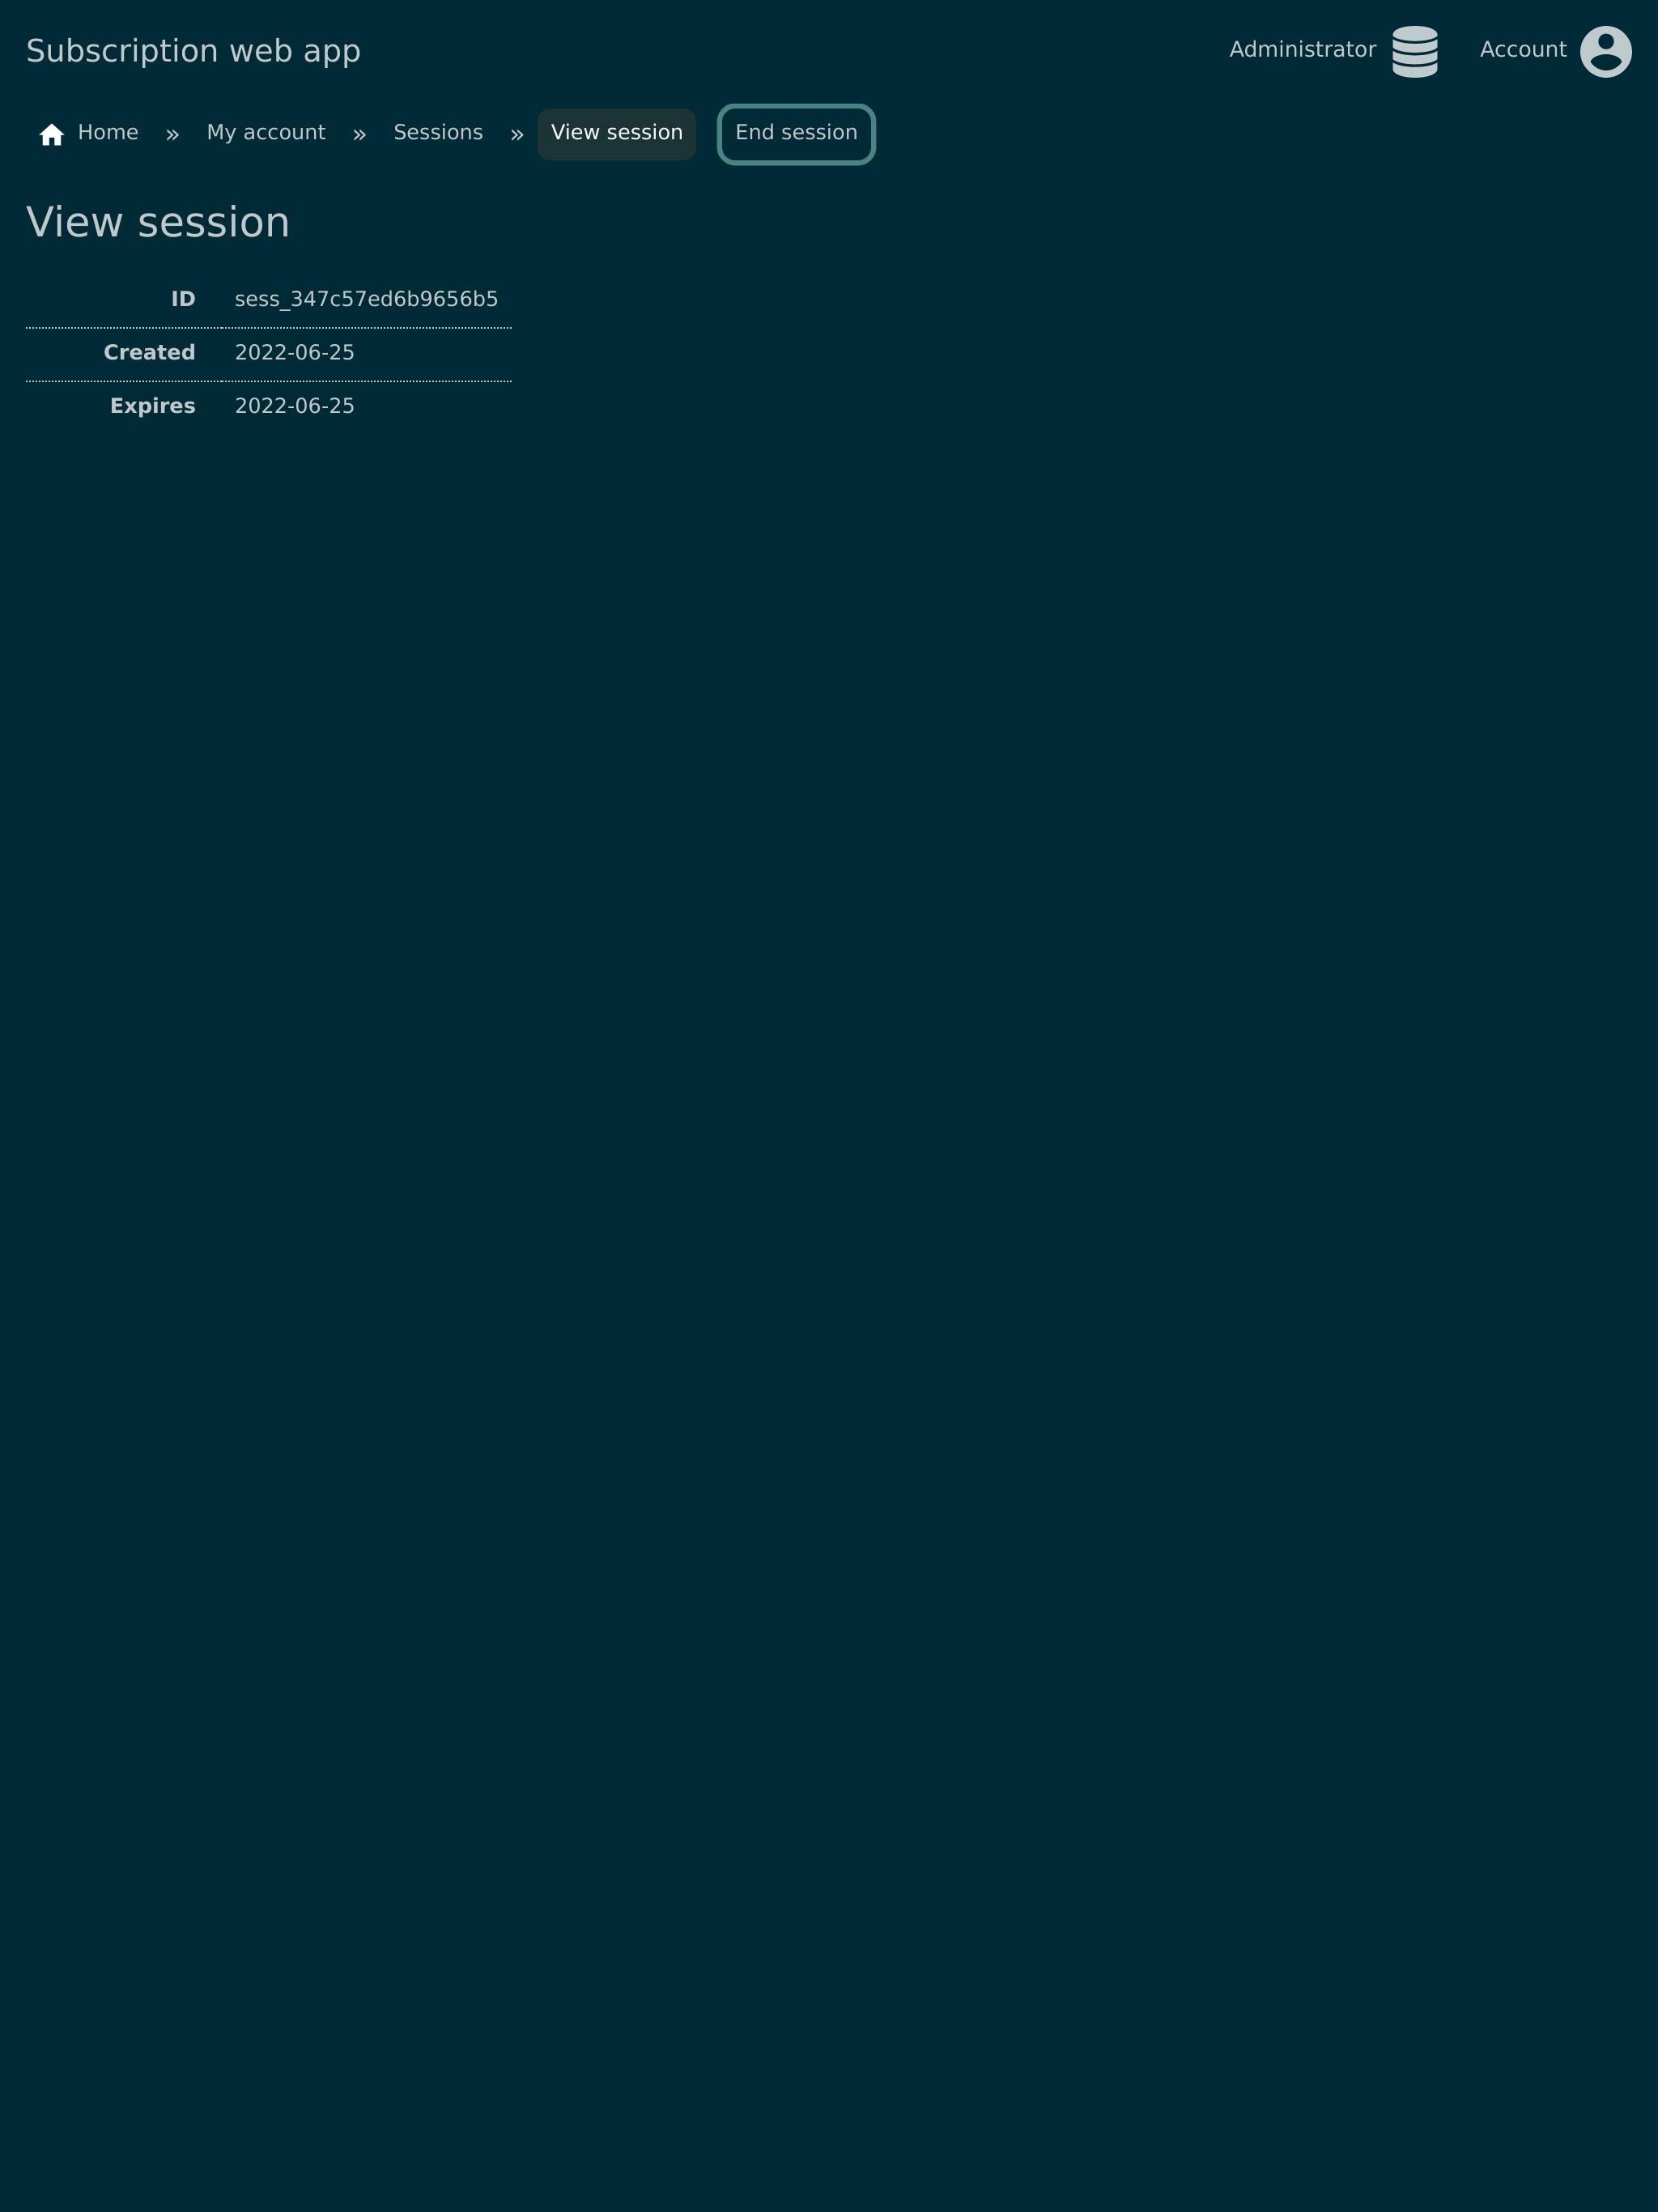 Subscription web app Administrator Account
Home » My account » Sessions » View session End session
View session
ID sess_347c57ed6b9656b5
Created 2022-06-25
Expires 2022-06-25